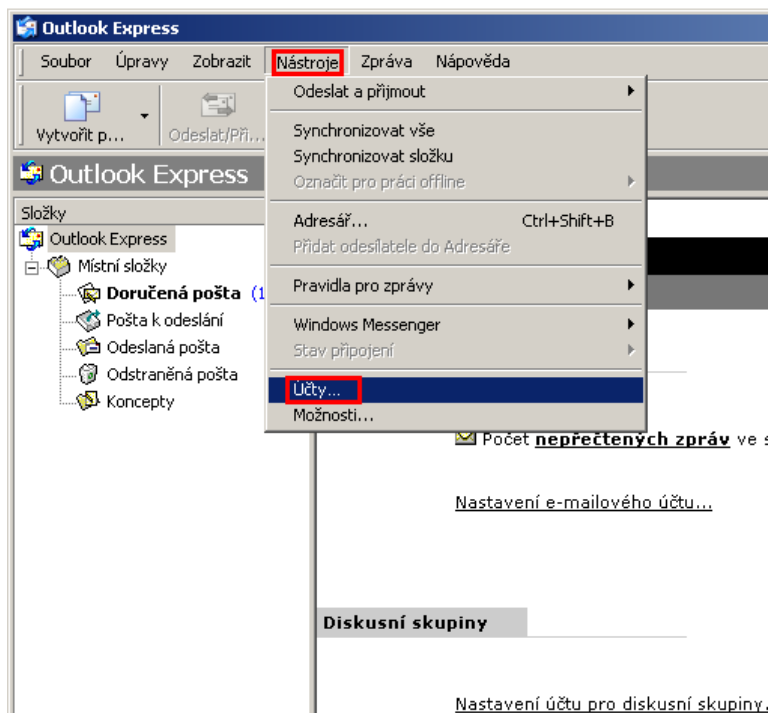 Outlook Express
Soubor Úpravy Zobrazit Nástroje Zpráva Nápověda
Vytvořit p... Odeslat/Při...
Outlook Express
Složky
Outlook Express
Místní složky
Doručená pošta (1
Pošta k odeslání
Odeslaná pošta
Odstraněná pošta
Koncepty
Odeslat a přijmout
Synchronizovat vše
Synchronizovat složku
Označit pro práci offline
Adresář... Ctrl+Shift+B
Přidat odesílatele do Adresáře
Pravidla pro zprávy
Windows Messenger
Stav připojení
Účty...
Možnosti...
Počet nepřečtených zpráv ve s
Nastavení e-mailového účtu...
Diskusní skupiny
Nastavení účtu pro diskusní skupiny.